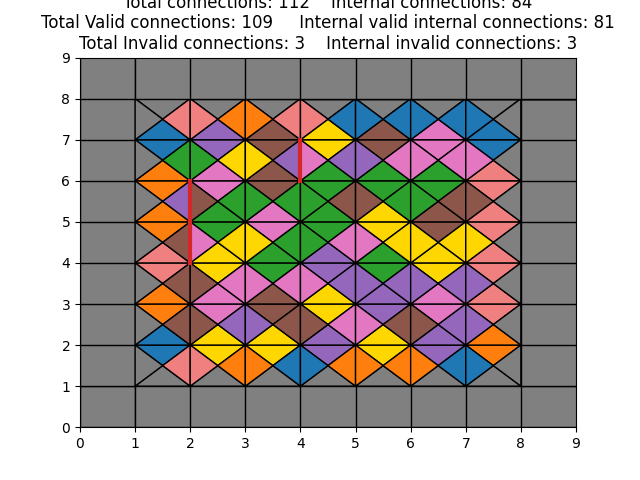 Total connections: 112    Internal connections: 84
Total Valid connections: 109     Internal valid internal connections: 81
Total Invalid connections: 3    Internal invalid connections: 3
9
8
7
6
5
4
3
2
1
0
0 1 2 3 4 5 6 7 8 9